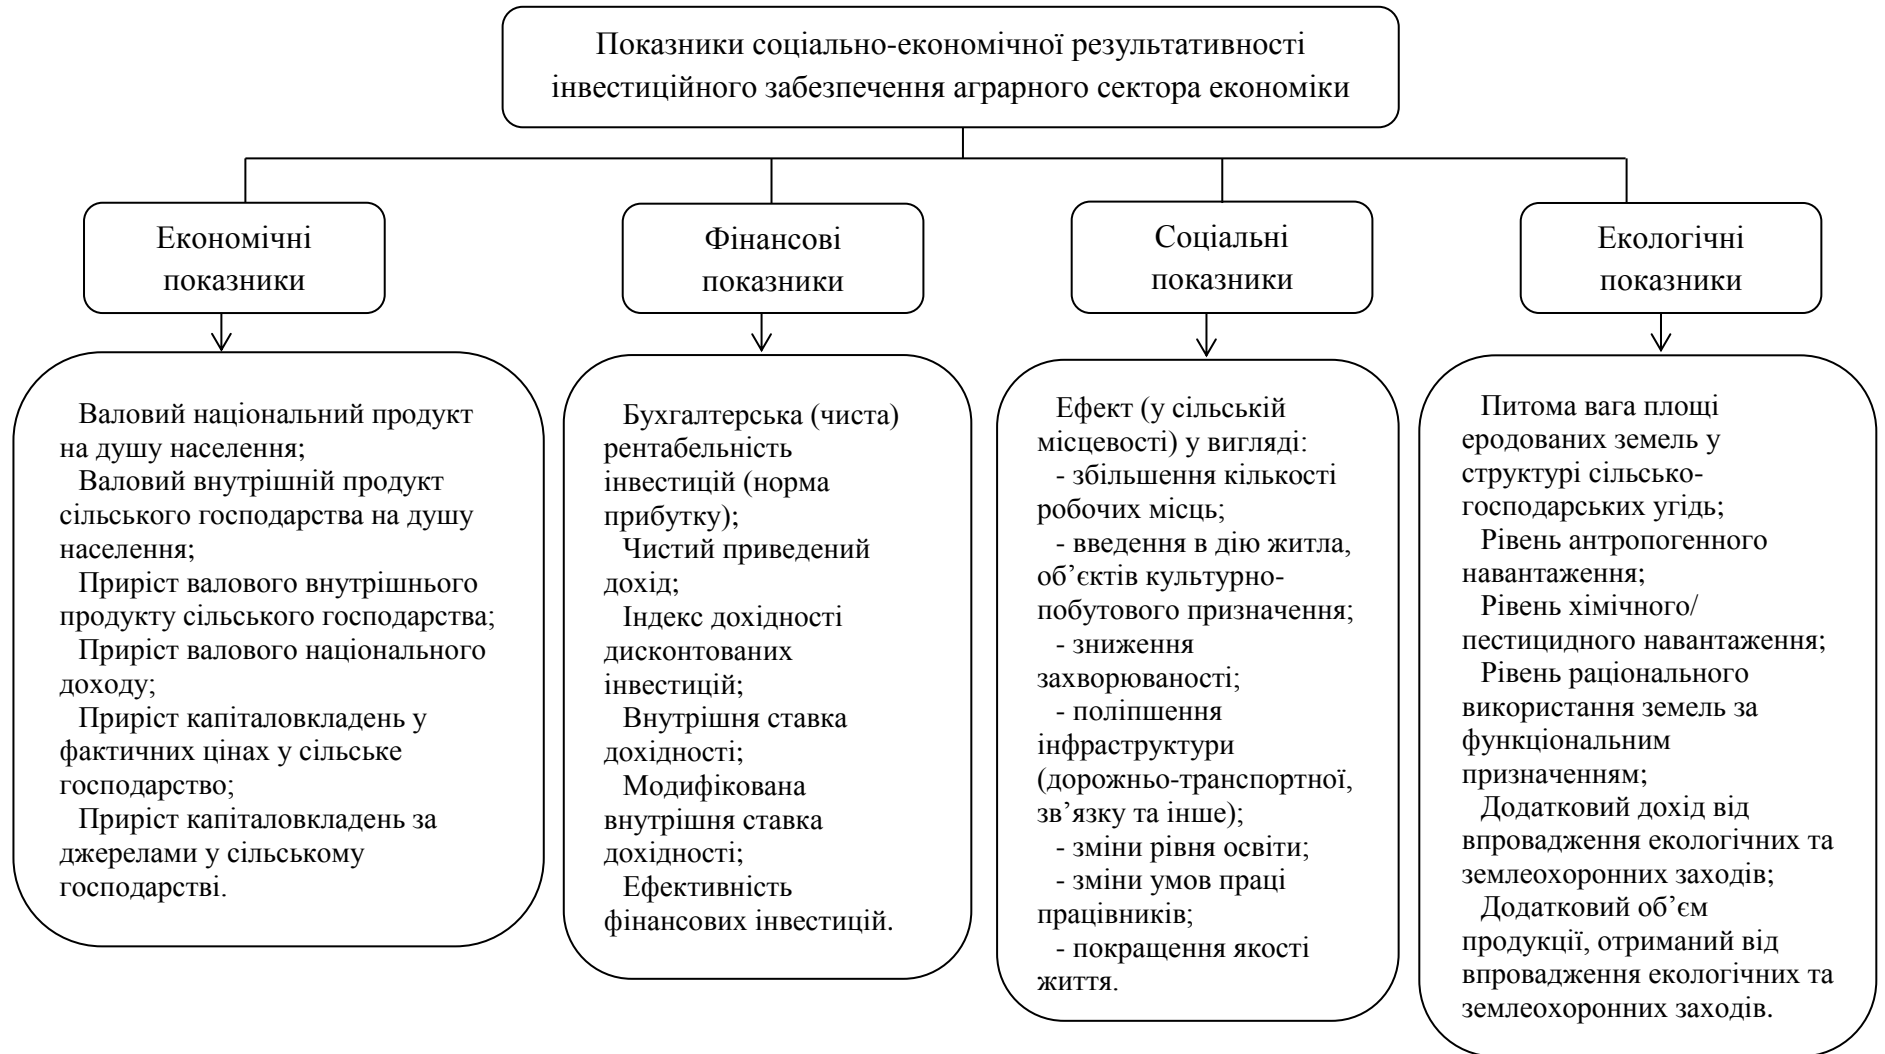 Показники соціально-економічної результативності
інвестиційного забезпечення аграрного сектора економіки
Економічні
показники
Фінансові
показники
Соціальні
показники
Екологічні
показники
Валовий національний продукт
на душу населення;
Валовий внутрішній продукт
сільського господарства на душу
населення;
Приріст валового внутрішнього
продукту сільського господарства;
Приріст валового національного
доходу;
Приріст капіталовкладень у
фактичних цінах у сільське
господарство;
Приріст капіталовкладень за
джерелами у сільському
господарстві.
Бухгалтерська (чиста)
рентабельність
інвестицій (норма
прибутку);
Чистий приведений
дохід;
Індекс дохідності
дисконтованих
інвестицій;
Внутрішня ставка
дохідності;
Модифікована
внутрішня ставка
дохідності;
Ефективність
фінансових інвестицій.
Ефект (у сільській
місцевості) у вигляді:
- збільшення кількості
робочих місць;
- введення в дію житла,
об’єктів культурно-
побутового призначення;
- зниження
захворюваності;
- поліпшення
інфраструктури
(дорожньо-транспортної,
зв’язку та інше);
- зміни рівня освіти;
- зміни умов праці
працівників;
- покращення якості
життя.
Питома вага площі
еродованих земель у
структурі сільсько-
господарських угідь;
Рівень антропогенного
навантаження;
Рівень хімічного/
пестицидного навантаження;
Рівень раціонального
використання земель за
функціональним
призначенням;
Додатковий дохід від
впровадження екологічних та
землеохоронних заходів;
Додатковий об’єм
продукції, отриманий від
впровадження екологічних та
землеохоронних заходів.